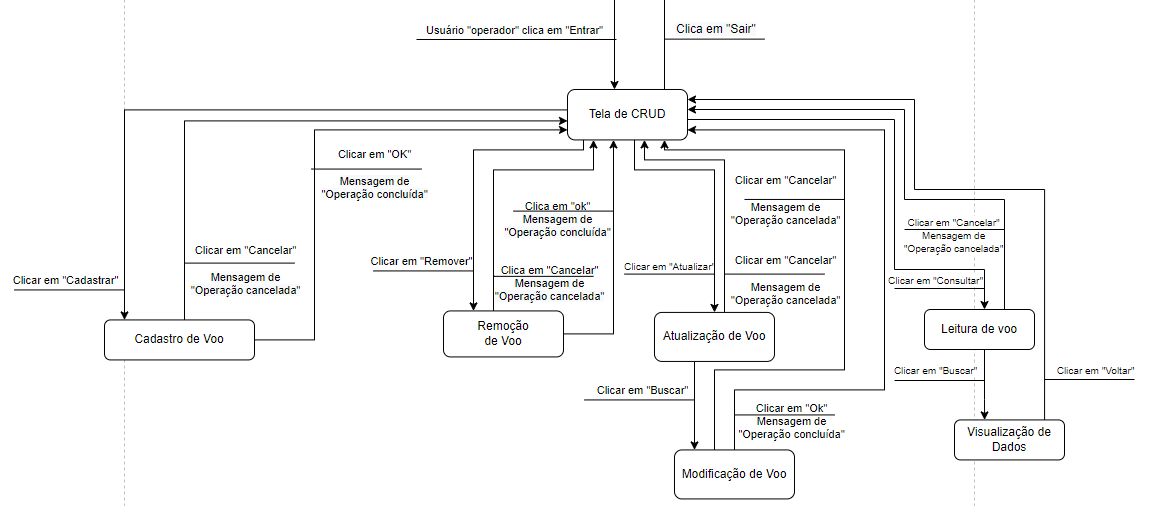 Usuário "operador" clica em "Entrar"
Clica em "Sair"
Tela de CRUD
Clicar em "OK"
Mensagem de
"Operação concluída"
Clicar em "Cancelar"
Mensagem de
"Operação cancelada"
Clicar em "Cadastrar"
Cadastro de Voo
Clica em "ok"
Mensagem de
"Operação concluída"
Clicar em "Remover"
Clica em "Cancelar"
Mensagem de
"Operação cancelada"
Remoção
de Voo
Clicar em "Cancelar"
Mensagem de
"Operação cancelada"
Clicar em "Atualizar"
Clicar em "Cancelar"
Mensagem de
"Operação cancelada"
Atualização de Voo
Clicar em "Buscar"
Clicar em "Ok"
Mensagem de
"Operação concluída"
Modificação de Voo
Clicar em "Cancelar"
Mensagem de
"Operação cancelada"
Clicar em "Consultar"
Leitura de voo
Clicar em "Buscar"
Clicar em "Voltar"
Visualização de
Dados